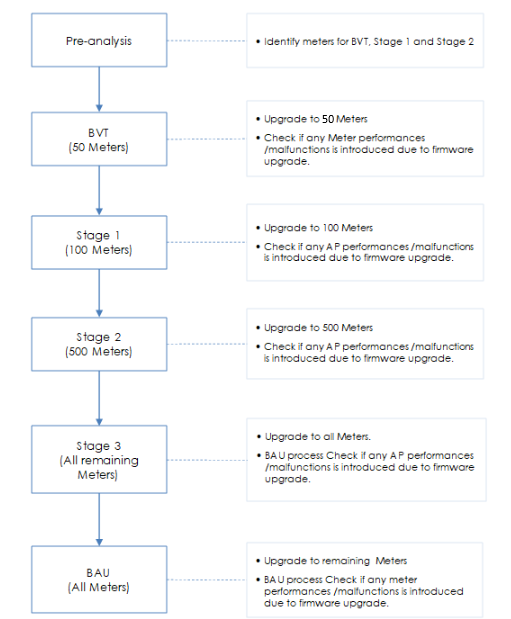 Pre-analysis
• Identify meters for BVT, Stage 1 and Stage 2
BVT
(50 Meters)
• Upgrade to 50 Meters
• Check if any Meter performances
/malfunctions is introduced due to firmware
upgrade.
Stage 1
(100 Meters)
• Upgrade to 100 Meters
• Check if any AP performances /malfunctions
is introduced due to firmware upgrade.
Stage 2
(500 Meters)
• Upgrade to 500 Meters
• Check if any AP performances /malfunctions
is introduced due to firmware upgrade.
Stage 3
(All remaining
Meters)
• Upgrade to all Meters.
• BAU process Check if any AP performances
/malfunctions is introduced due to firmware
upgrade.
BAU
(All Meters)
• Upgrade to remaining Meters
• BAU process Check if any meter
performances /malfunctions is introduced
due to firmware upgrade.